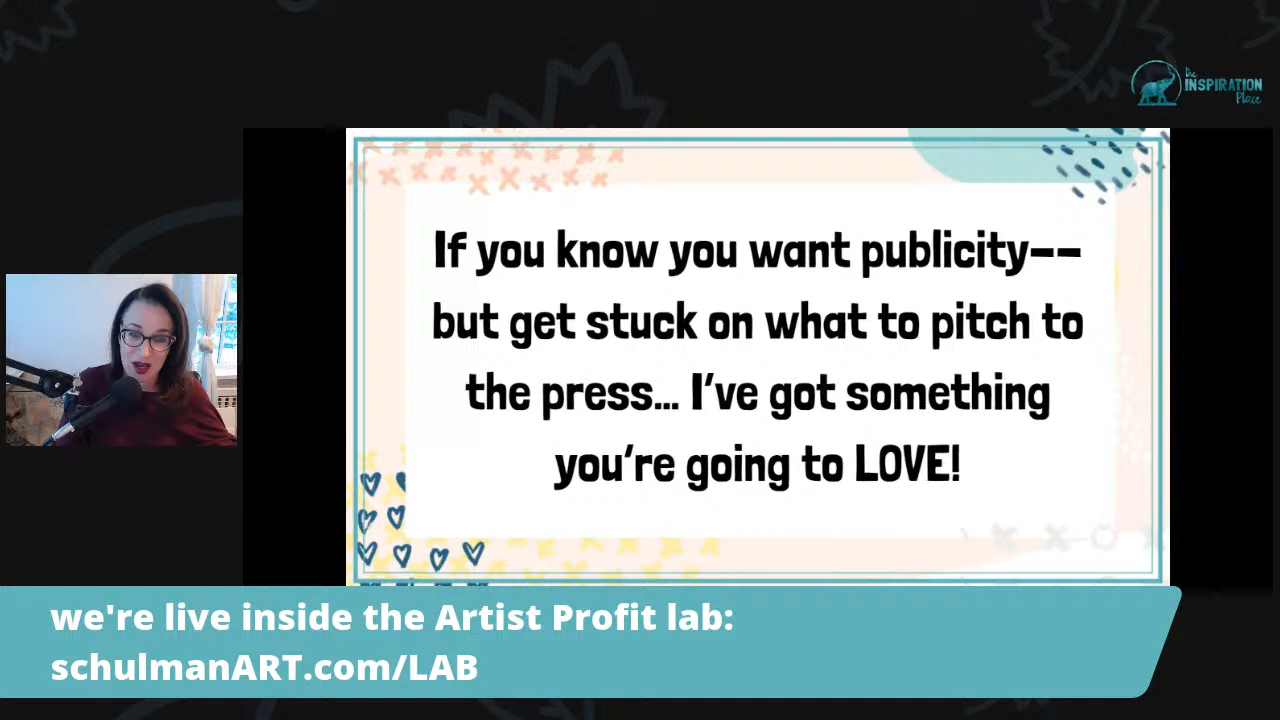 the
INSPIRATION
Place
If you know you want publicity--
but get stuck on what to pitch to
the press... I've got something
you're going to LOVE!
we're live inside the Artist Profit lab:
schulmanART.com/LAB